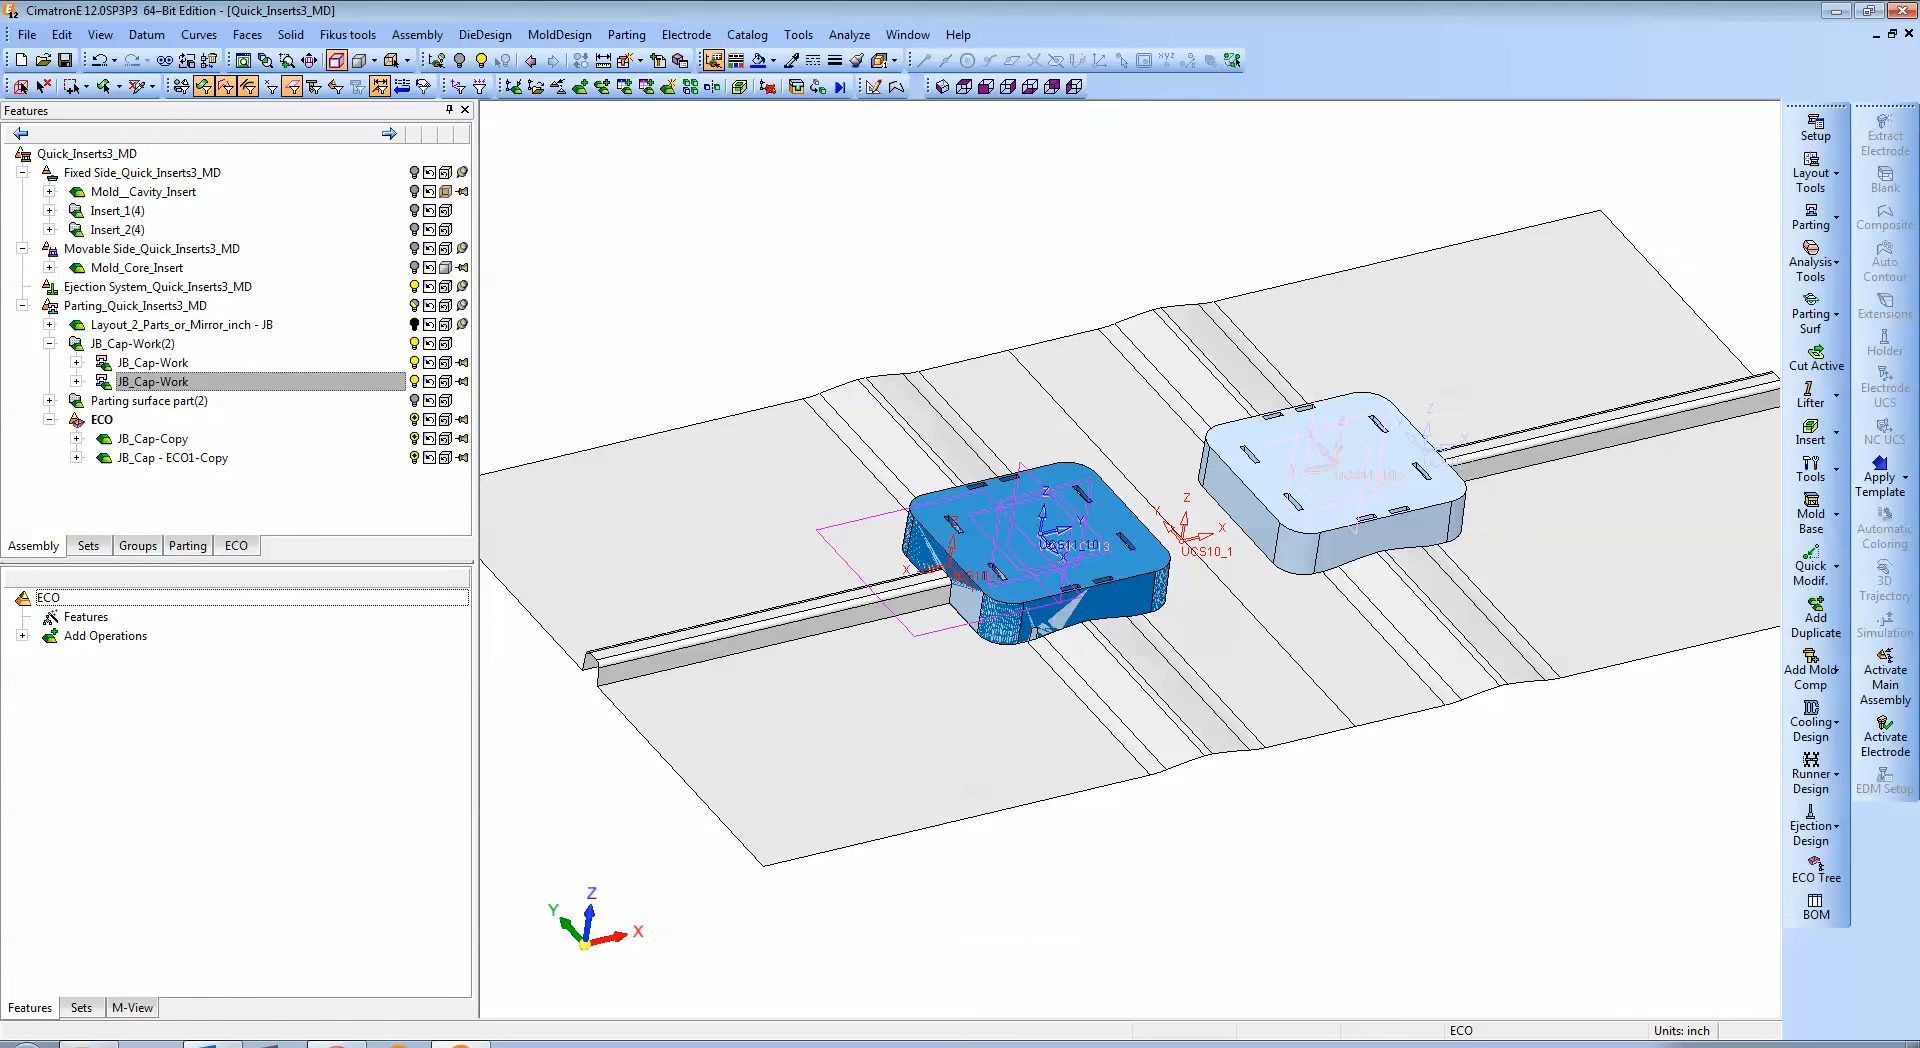 CimatronE 12.0SP3P3 64-Bit Edition - [Quick_Inserts3_MD]
File Edit View Datum Curves Faces Solid Fikus tools Assembly DieDesign MoldDesign Parting Electrode Catalog Tools Analyze Window Help
Features
Quick_Inserts3_MD
Fixed Side_Quick_Inserts3_MD
Mold__Cavity_Insert
Insert_1(4)
Insert_2(4)
Movable Side_Quick_Inserts3_MD
Mold_Core_Insert
Ejection System_Quick_Inserts3_MD
Parting_Quick_Inserts3_MD
Layout_2_Parts_or_Mirror_inch - JB
JB_Cap-Work(2)
JB_Cap-Work
JB_Cap-Work
Parting surface part(2)
ECO
JB_Cap-Copy
JB_Cap - ECO1-Copy
Assembly Sets Groups Parting ECO
ECO
Features
Add Operations
Features Sets M-View
Z
X
UCS10_1
Z
Y
X
Z
Y
X
Setup
Layout Tools
Parting
Analysis Tools
Parting Surf
Cut Active
Lifter
Insert
Tools
Mold Base
Quick Modif.
Add Duplicate
Add Mold Comp
Cooling Design
Runner Design
Ejection Design
ECO Tree
BOM
Extract Electrode
Blank
Composite
Auto Contour
Extensions
Holder
Electrode UCS
NC UCS
Apply Template
Automatic Coloring
3D Trajectory
Simulation
Activate Main Assembly
Activate Electrode
EDM Setup
ECO
Units: inch